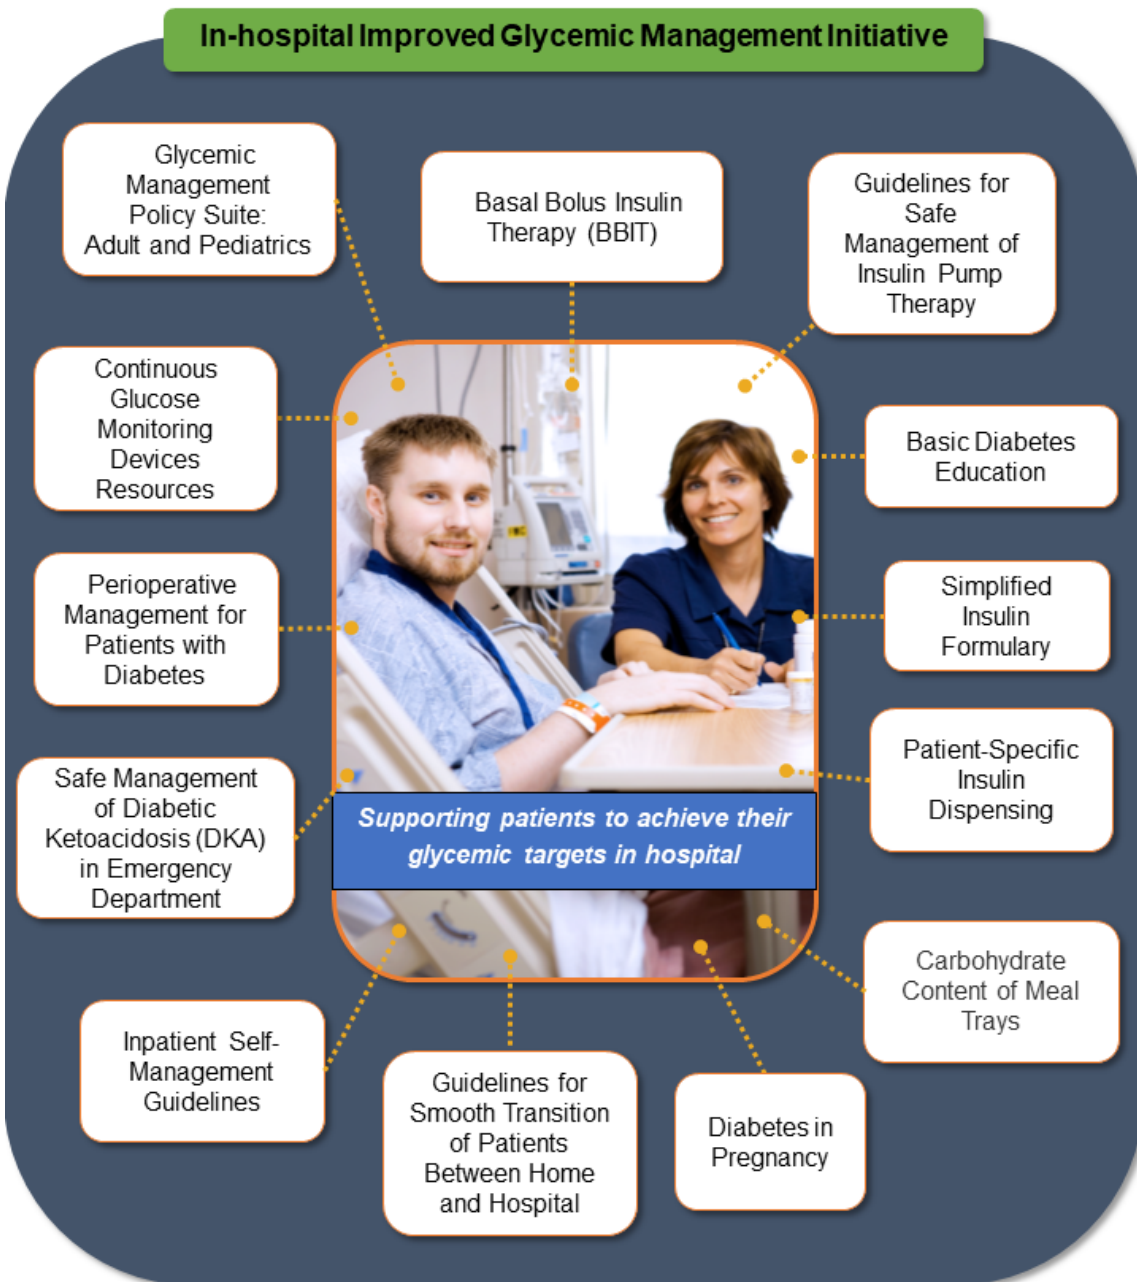 In-hospital Improved Glycemic Management Initiative
Glycemic
Management
Policy Suite:
Adult and Pediatrics
Basal Bolus Insulin
Therapy (BBIT)
Guidelines for
Safe
Management of
Insulin Pump
Therapy
Continuous
Glucose
Monitoring
Devices
Resources
Basic Diabetes
Education
Perioperative
Management for
Patients with
Diabetes
Simplified
Insulin
Formulary
Safe Management
of Diabetic
Ketoacidosis (DKA)
in Emergency
Department
Patient-Specific
Insulin
Dispensing
Supporting patients to achieve their
glycemic targets in hospital
Carbohydrate
Content of Meal
Trays
Inpatient Self-
Management
Guidelines
Guidelines for
Smooth Transition
of Patients
Between Home
and Hospital
Diabetes in
Pregnancy